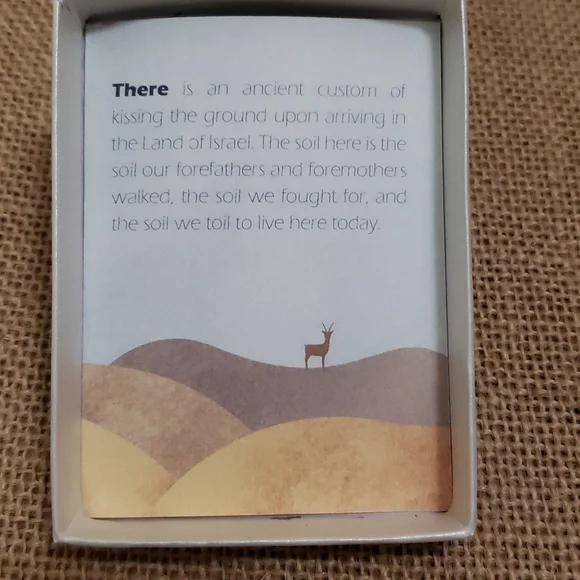 There is an ancient custom of
kissing the ground upon arriving in
the Land of Israel. The soil here is the
soil our forefathers and foremothers
walked, the soil we fought for, and
the soil we toil to live here today.